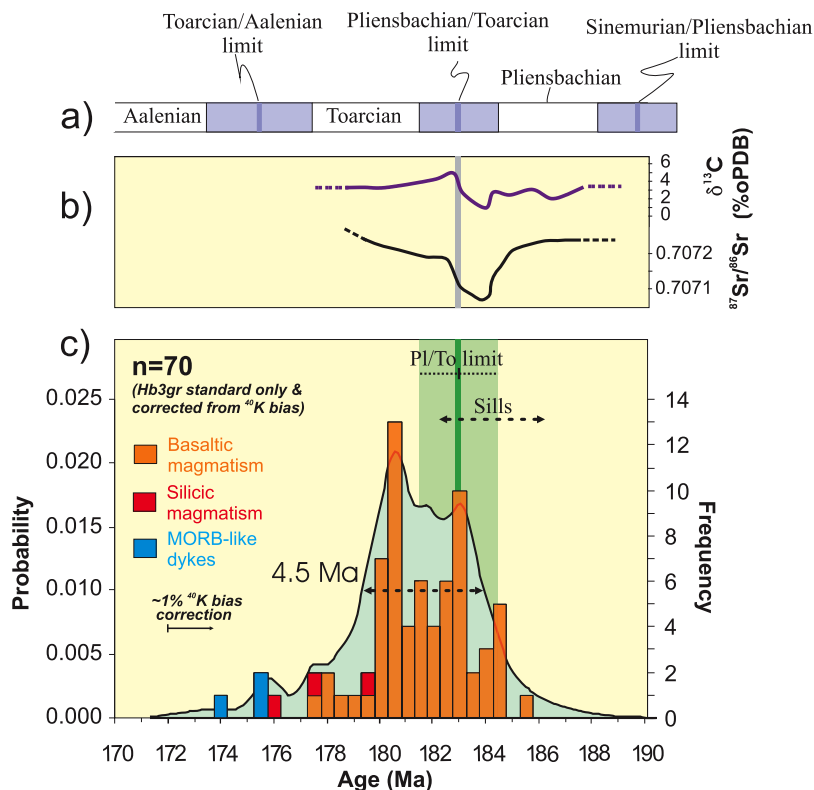 Toarcian/Aalenian
limit
Pliensbachian/Toarcian
limit
Sinemurian/Pliensbachian
limit
Pliensbachian
a)
Aalenian
Toarcian
b)
6
4
2
0
δ13C
(%oPDB)
0.7072
0.7071
87Sr/86Sr
c)
n=70
(Hb3gr standard only &
corrected from 40K bias)
Pl/To limit
Sills
Basaltic
magmatism
Silicic
magmatism
MORB-like
dykes
4.5 Ma
~1% 40K bias
correction
Probability
0.025
0.020
0.015
0.010
0.005
0.000
Frequency
14
12
10
8
6
4
2
0
170 172 174 176 178 180 182 184 186 188 190
Age (Ma)